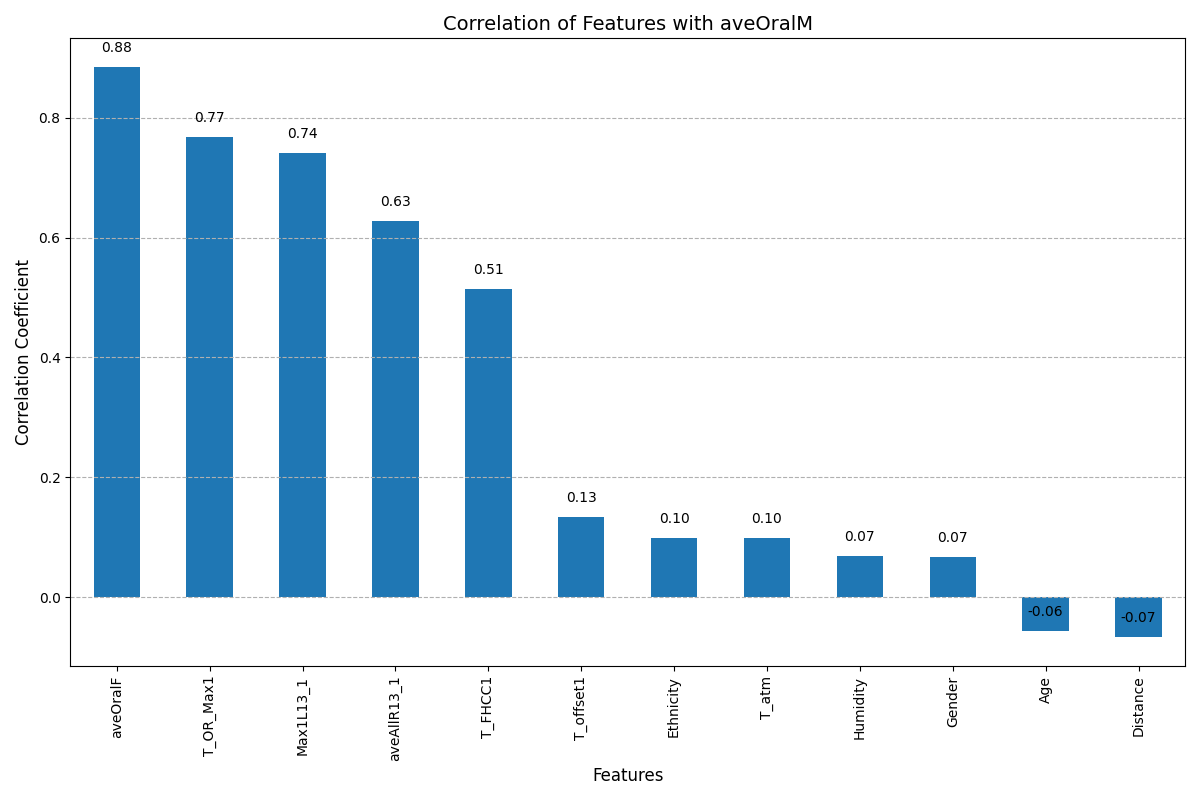 Correlation of Features with aveOralM
Correlation Coefficient
0.8
0.6
0.4
0.2
0.0
0.88
0.77
0.74
0.63
0.51
0.13
0.10
0.10
0.07
0.07
-0.06
-0.07
aveOralF
T_OR_Max1
Max1L13_1
aveAllR13_1
T_FHCC1
T_offset1
Ethnicity
T_atm
Humidity
Gender
Age
Distance
Features